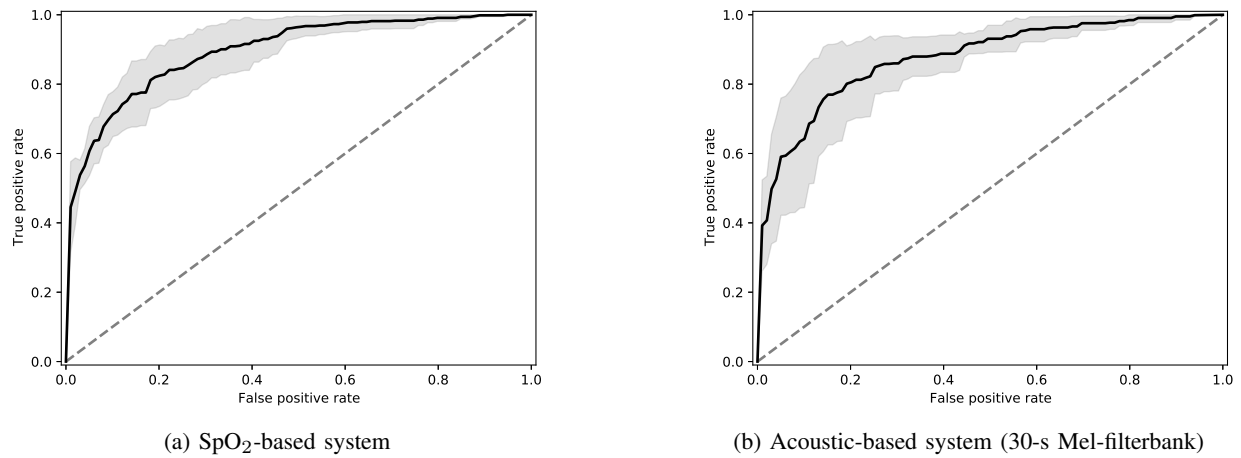 1.0
0.8
0.6
0.4
0.2
0.0
True positive rate
0.0 0.2 0.4 0.6 0.8 1.0
False positive rate
(a) SpO₂-based system
1.0
0.8
0.6
0.4
0.2
0.0
True positive rate
0.0 0.2 0.4 0.6 0.8 1.0
False positive rate
(b) Acoustic-based system (30-s Mel-filterbank)